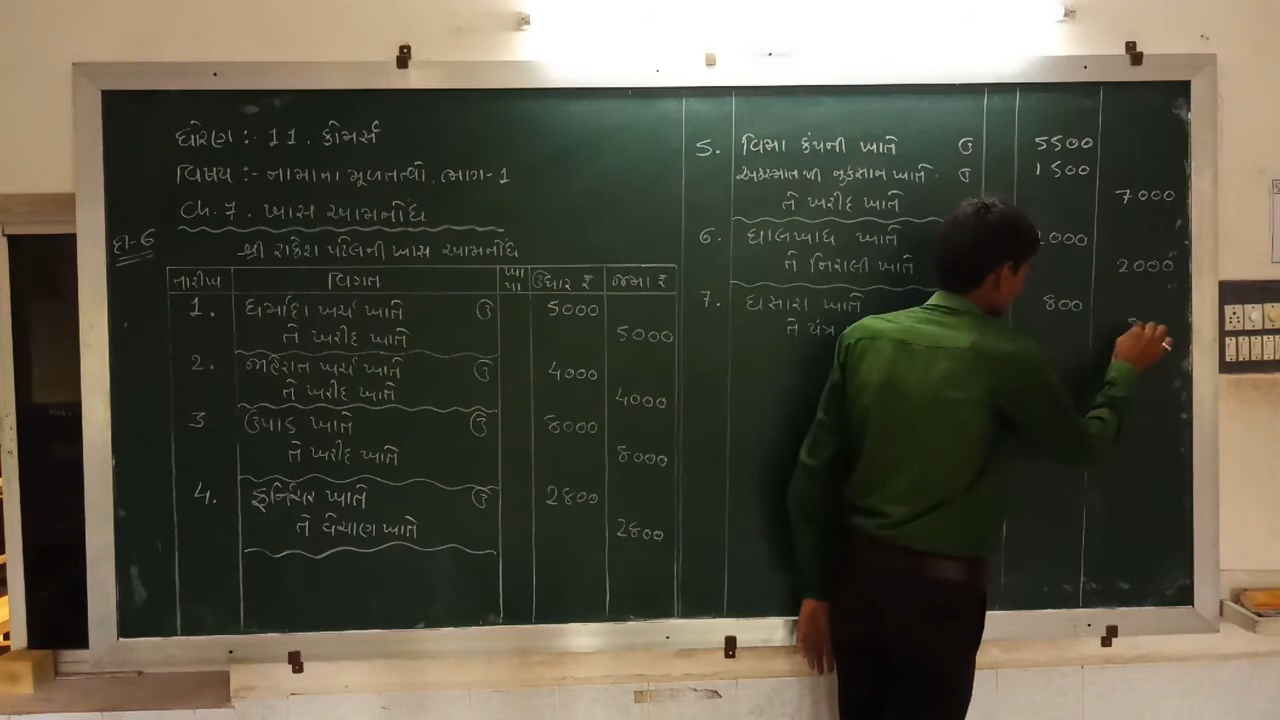 ધોરણ :- 11. કોમર્સ
વિષય :- નામાના મૂળતત્વો. ભાગ-1
Ch. 7. ખાસ આમનોંધ
દા-6
શ્રી રાકેશ પટેલની ખાસ આમનોંધ
તારીખ વિગત ખા પા ઉધાર ₹ જમા ₹
1. ધર્માદા ખર્ચ ખાતે ઉ 5000
તે ખરીદ ખાતે 5000
2. જાહેરાત ખર્ચ ખાતે ઉ 4000
તે ખરીદ ખાતે 4000
3 ઉપાડ ખાતે ઉ 8000
તે ખરીદ ખાતે 8000
4. ફર્નિચર ખાતે ઉ 2800
તે વેચાણ ખાતે 2800
5. વિમા કંપની ખાતે ઉ 5500
અકસ્માતથી નુકસાન ખાતે. ઉ 1500
તે ખરીદ ખાતે 7000
6. ઘાલખાધ ખાતે 2000
તે નિરાલી ખાતે 2000
7. ઘસારા ખાતે 800
તે યંત્ર